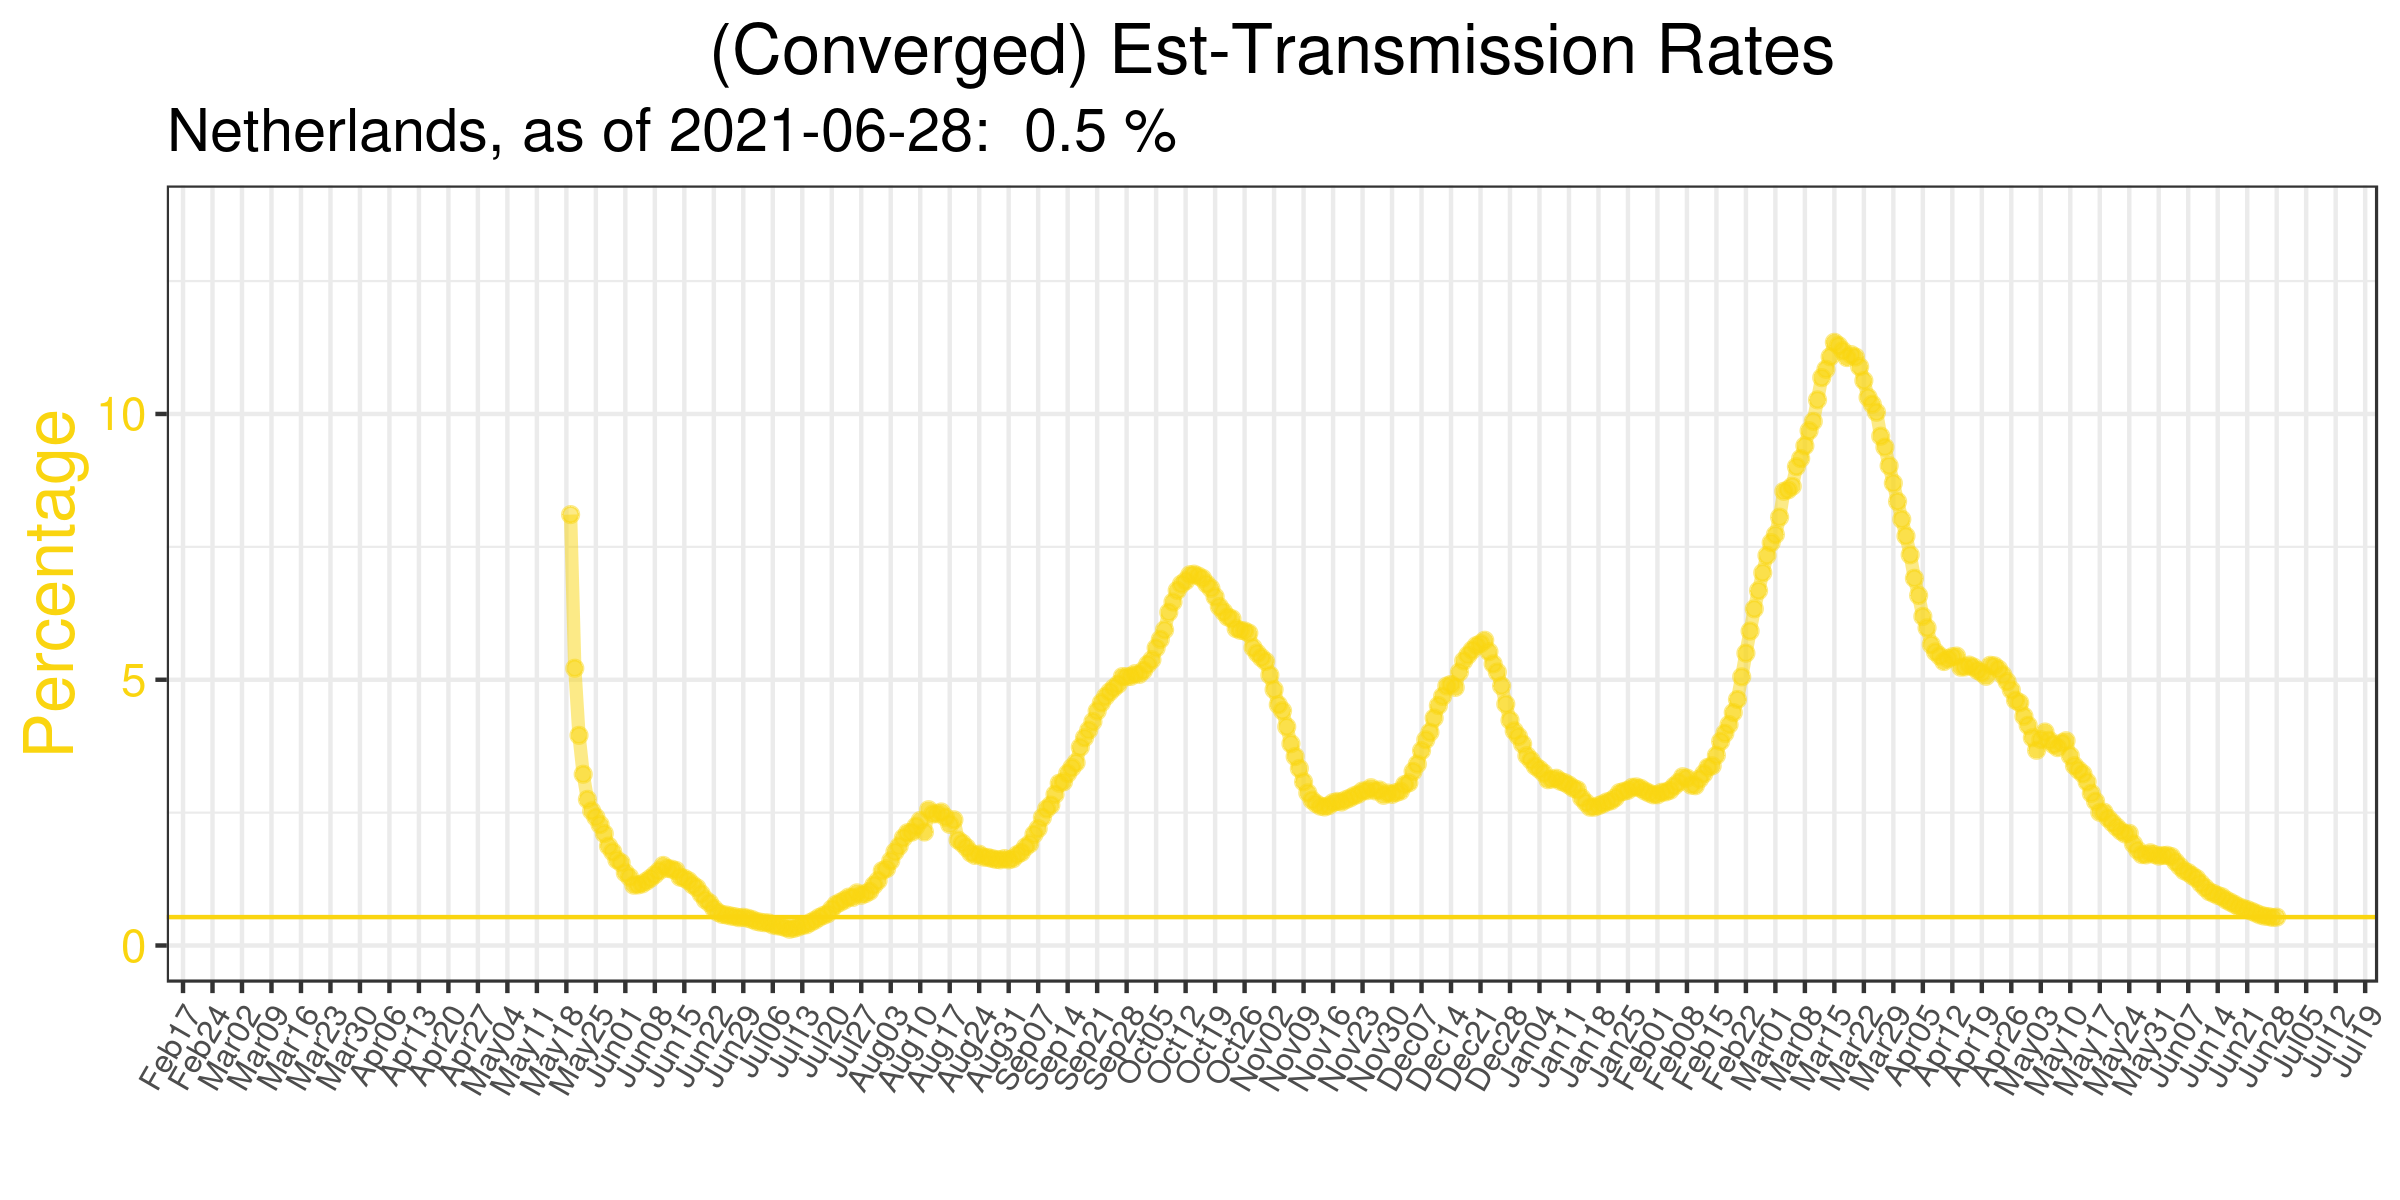 (Converged) Est-Transmission Rates
Netherlands, as of 2021-06-28:  0.5 %
Percentage
10
5
0
Feb17
Feb24
Mar02
Mar09
Mar16
Mar23
Mar30
Apr06
Apr13
Apr20
Apr27
May04
May11
May18
May25
Jun01
Jun08
Jun15
Jun22
Jun29
Jul06
Jul13
Jul20
Jul27
Aug03
Aug10
Aug17
Aug24
Aug31
Sep07
Sep14
Sep21
Sep28
Oct05
Oct12
Oct19
Oct26
Nov02
Nov09
Nov16
Nov23
Nov30
Dec07
Dec14
Dec21
Dec28
Jan04
Jan11
Jan18
Jan25
Feb01
Feb08
Feb15
Feb22
Mar01
Mar08
Mar15
Mar22
Mar29
Apr05
Apr12
Apr19
Apr26
May03
May10
May17
May24
May31
Jun07
Jun14
Jun21
Jun28
Jul05
Jul12
Jul19